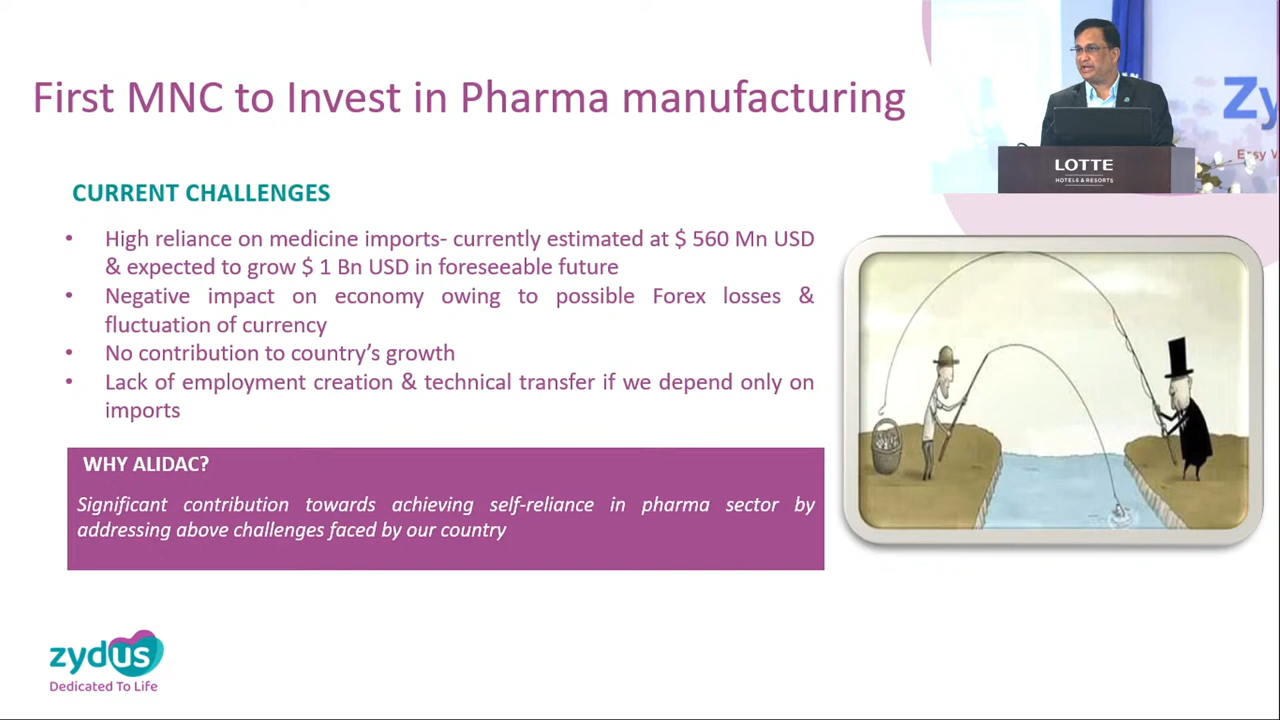 First MNC to Invest in Pharma manufacturing
CURRENT CHALLENGES
• High reliance on medicine imports- currently estimated at $ 560 Mn USD
& expected to grow $ 1 Bn USD in foreseeable future
• Negative impact on economy owing to possible Forex losses &
fluctuation of currency
• No contribution to country’s growth
• Lack of employment creation & technical transfer if we depend only on
imports
WHY ALIDAC?
Significant contribution towards achieving self-reliance in pharma sector by
addressing above challenges faced by our country
zydus
Dedicated To Life
Zy
LOTTE
HOTELS & RESORTS